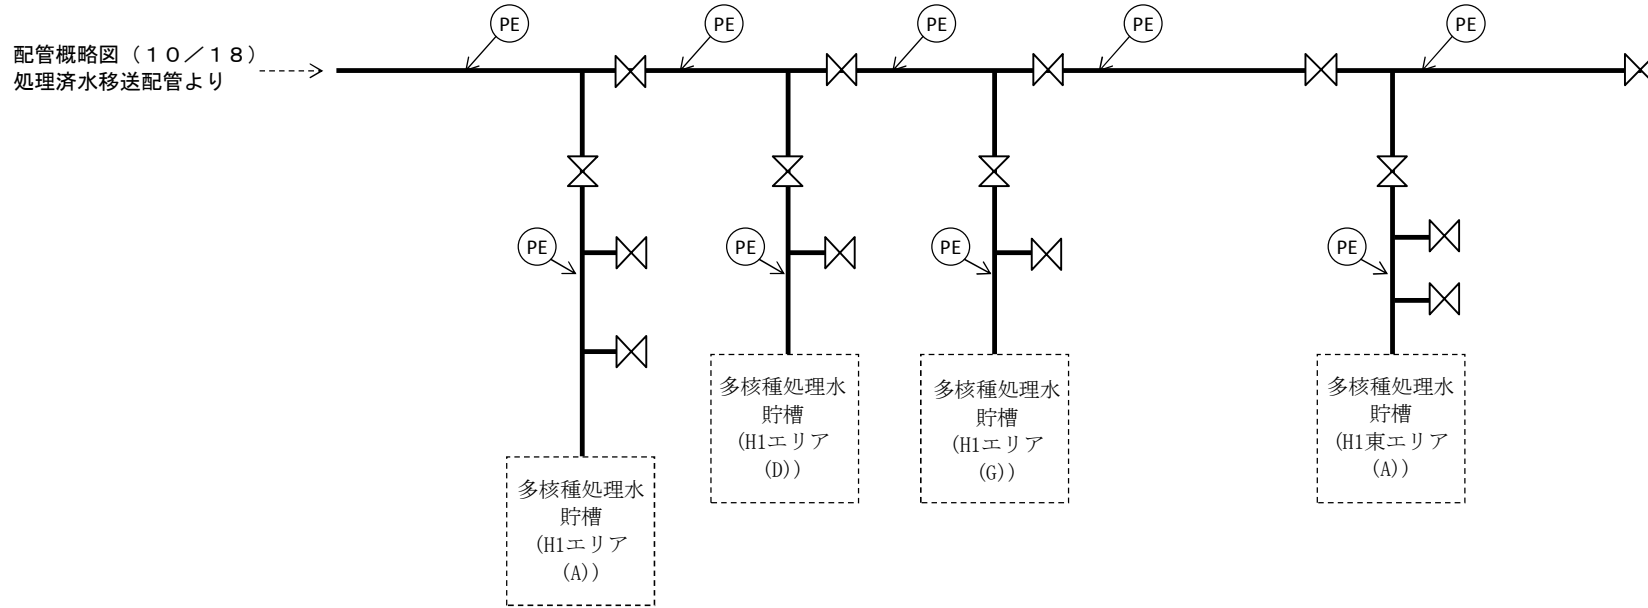 PE
PE
PE
PE
PE
配管概略図（１０／１８）
処理済水移送配管より
PE
PE
PE
PE
多核種処理水
貯槽
(H1エリア
(D))
多核種処理水
貯槽
(H1エリア
(G))
多核種処理水
貯槽
(H1東エリア
(A))
多核種処理水
貯槽
(H1エリア
(A))